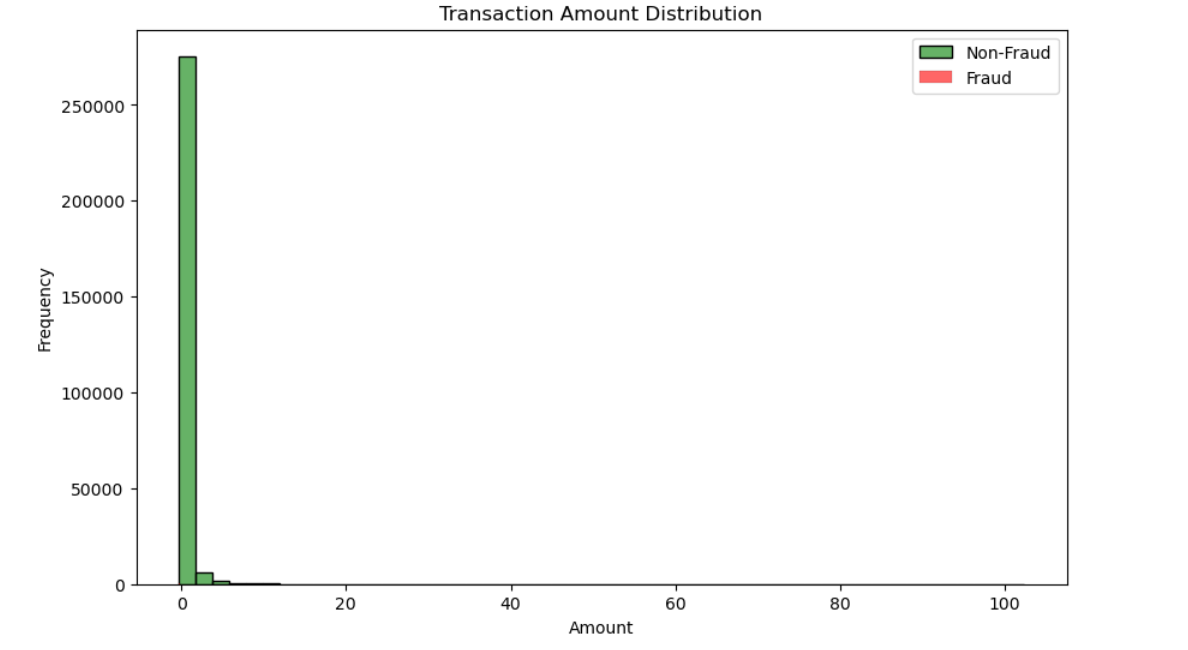 Transaction Amount Distribution
Non-Fraud
Fraud
250000
200000
150000
100000
50000
0
Frequency
0 20 40 60 80 100
Amount